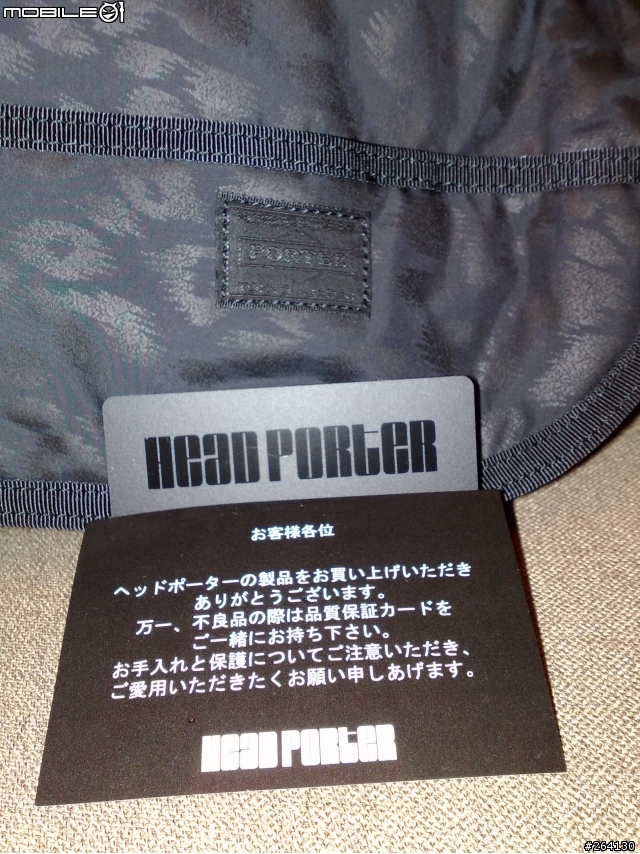 MOBILE01
PORTER
HEAD PORTER
お客様各位
ヘッドポーターの製品をお買い上げいただき
ありがとうございます。
万一、不良品の際は品質保証カードを
ご一緒にお持ち下さい。
お手入れと保護についてご注意いただき、
ご愛用いただきたくお願い申しあげます。
HEAD PORTER
#264130